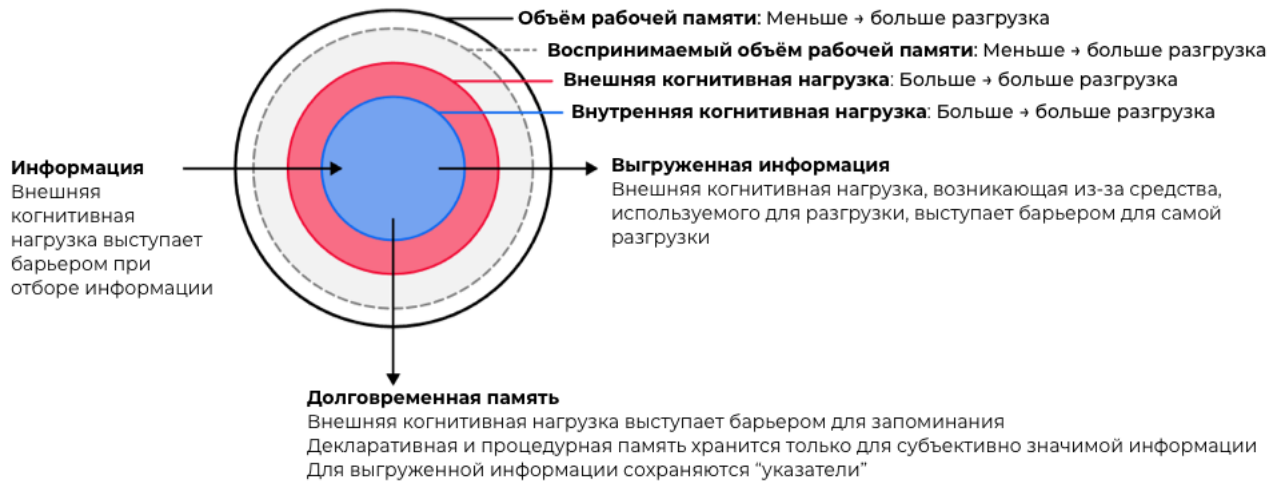 Объём рабочей памяти: Меньше → больше разгрузка
Воспринимаемый объём рабочей памяти: Меньше → больше разгрузка
Внешняя когнитивная нагрузка: Больше → больше разгрузка
Внутренняя когнитивная нагрузка: Больше → больше разгрузка
Информация
Внешняя
когнитивная
нагрузка выступает
барьером при
отборе информации
Выгруженная информация
Внешняя когнитивная нагрузка, возникающая из-за средства,
используемого для разгрузки, выступает барьером для самой
разгрузки
Долговременная память
Внешняя когнитивная нагрузка выступает барьером для запоминания
Декларативная и процедурная память хранится только для субъективно значимой информации
Для выгруженной информации сохраняются “указатели”